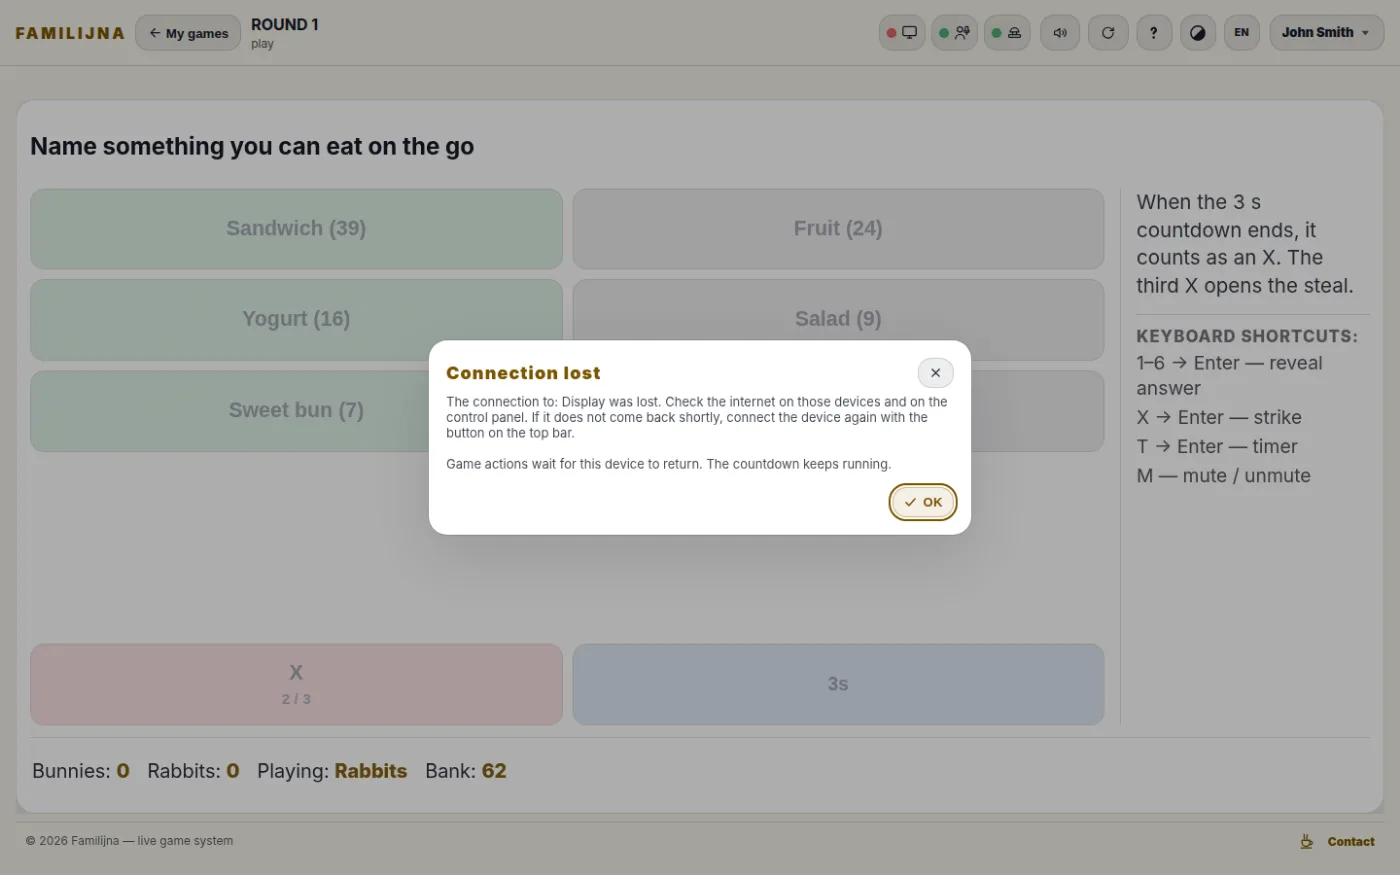 FAMILIJNA
← My games
ROUND 1
play
?
EN
John Smith
Name something you can eat on the go
Sandwich (39)
Fruit (24)
Yogurt (16)
Salad (9)
Sweet bun (7)
When the 3 s
countdown ends, it
counts as an X. The
third X opens the steal.
KEYBOARD SHORTCUTS:
1–6 → Enter — reveal
answer
X → Enter — strike
T → Enter — timer
M — mute / unmute
Connection lost
The connection to: Display was lost. Check the internet on those devices and on the
control panel. If it does not come back shortly, connect the device again with the
button on the top bar.
Game actions wait for this device to return. The countdown keeps running.
OK
X
2 / 3
3s
Bunnies: 0 Rabbits: 0 Playing: Rabbits Bank: 62
© 2026 Familijna — live game system
Contact